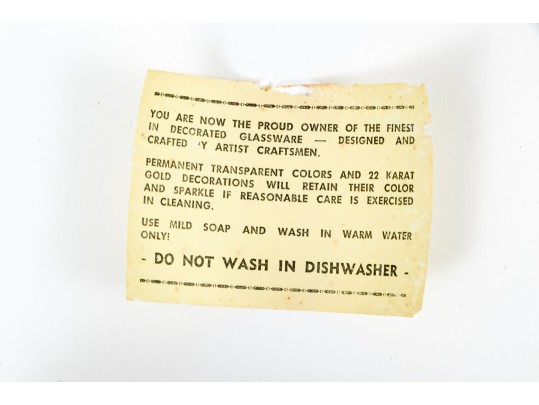 YOU ARE NOW THE PROUD OWNER OF THE FINEST
IN DECORATED GLASSWARE — DESIGNED AND
CRAFTED 'Y ARTIST CRAFTSMEN.
PERMANENT TRANSPARENT COLORS AND 22 KARAT
GOLD DECORATIONS WILL RETAIN THEIR COLOR
AND SPARKLE IF REASONABLE CARE IS EXERCISED
IN CLEANING.
USE MILD SOAP AND WASH IN WARM WATER
ONLY!
- DO NOT WASH IN DISHWASHER -